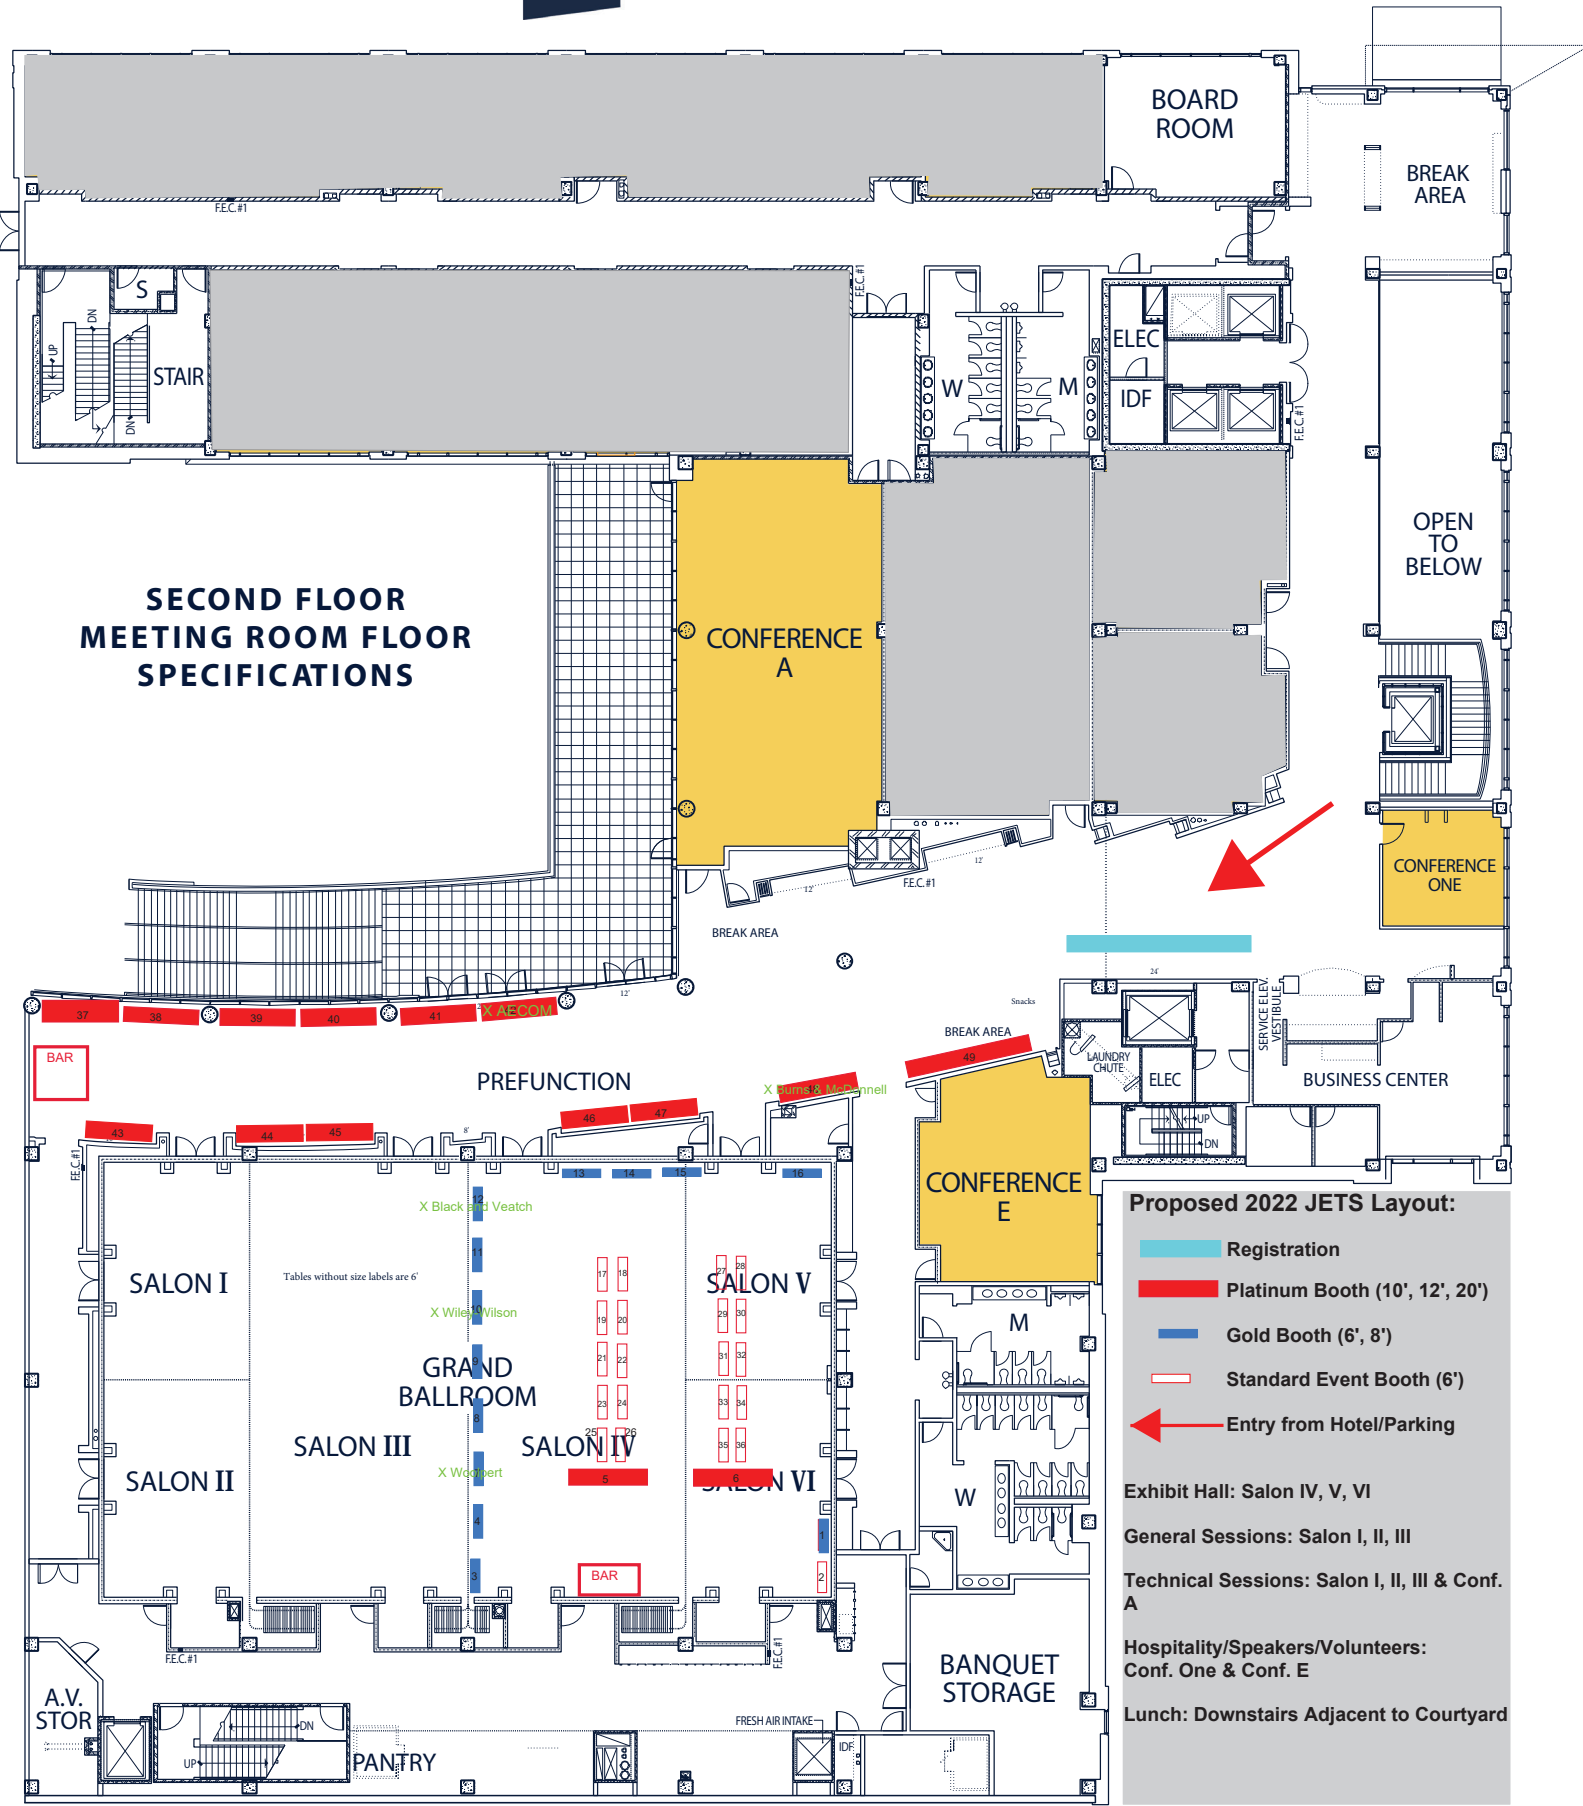 BOARD
ROOM
BREAK
AREA
F.E.C.#1
S
DN
UP
STAIR
DN
F.E.C.#1
W
M
ELEC
IDF
F.E.C.#1
OPEN
TO
BELOW
SECOND FLOOR
MEETING ROOM FLOOR
SPECIFICATIONS
CONFERENCE
A
CONFERENCE
ONE
12'
12'
F.E.C.#1
BREAK AREA
24'
12'
Snacks
SERVICE ELEV.
VESTIBULE
37
38
39
40
41
X AECOM
BAR
PREFUNCTION
BREAK AREA
49
LAUNDRY
CHUTE
ELEC
BUSINESS CENTER
X Burns & McDonnell
46
47
43
44
45
8'
UP
DN
F.E.C.#1
13
14
15
16
CONFERENCE
E
12
X Black and Veatch
11
SALON I
Tables without size labels are 6'
17
18
27
28
SALON V
X Wiley Wilson
10
19
20
29
30
M
GRAND
BALLROOM
9
21
22
31
32
8
23
24
33
34
25
26
35
36
SALON III
SALON IV
SALON II
X Woolpert
5
6
SALON VI
W
4
1
3
BAR
2
F.E.C.#1
F.E.C.#1
BANQUET
STORAGE
A.V.
STOR
DN
UP
PANTRY
FRESH AIR INTAKE
IDF
Proposed 2022 JETS Layout:
Registration
Platinum Booth (10', 12', 20')
Gold Booth (6', 8')
Standard Event Booth (6')
Entry from Hotel/Parking
Exhibit Hall: Salon IV, V, VI
General Sessions: Salon I, II, III
Technical Sessions: Salon I, II, III & Conf.
A
Hospitality/Speakers/Volunteers:
Conf. One & Conf. E
Lunch: Downstairs Adjacent to Courtyard